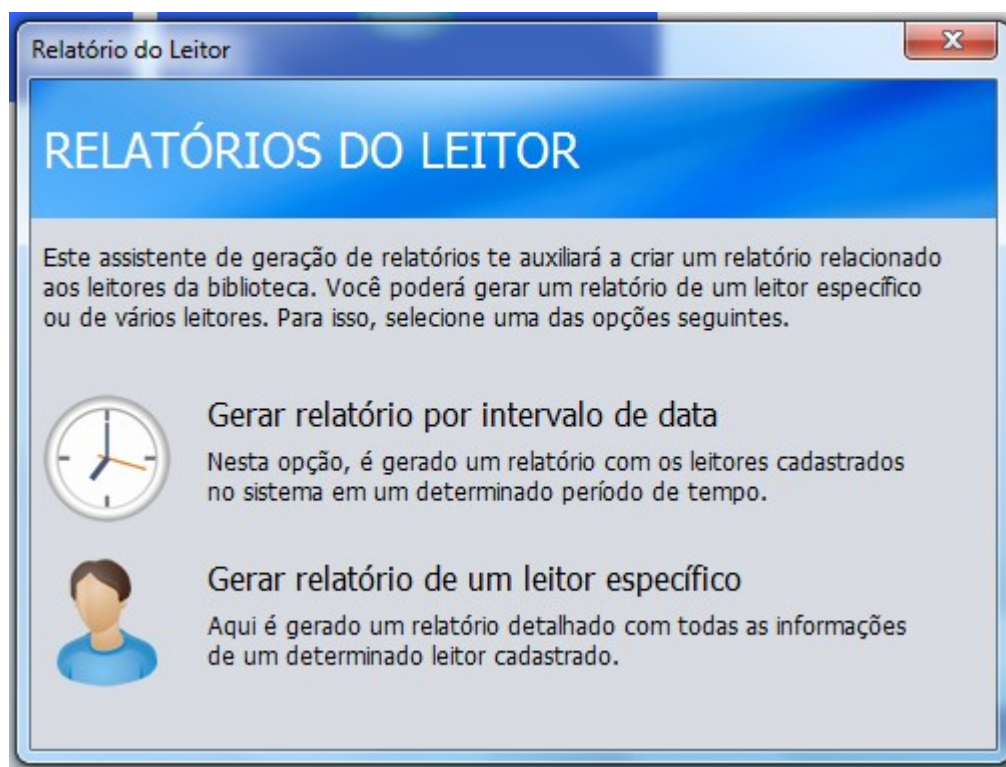 Relatório do Leitor
RELATÓRIOS DO LEITOR
Este assistente de geração de relatórios te auxiliará a criar um relatório relacionado
aos leitores da biblioteca. Você poderá gerar um relatório de um leitor específico
ou de vários leitores. Para isso, selecione uma das opções seguintes.
Gerar relatório por intervalo de data
Nesta opção, é gerado um relatório com os leitores cadastrados
no sistema em um determinado período de tempo.
Gerar relatório de um leitor específico
Aqui é gerado um relatório detalhado com todas as informações
de um determinado leitor cadastrado.